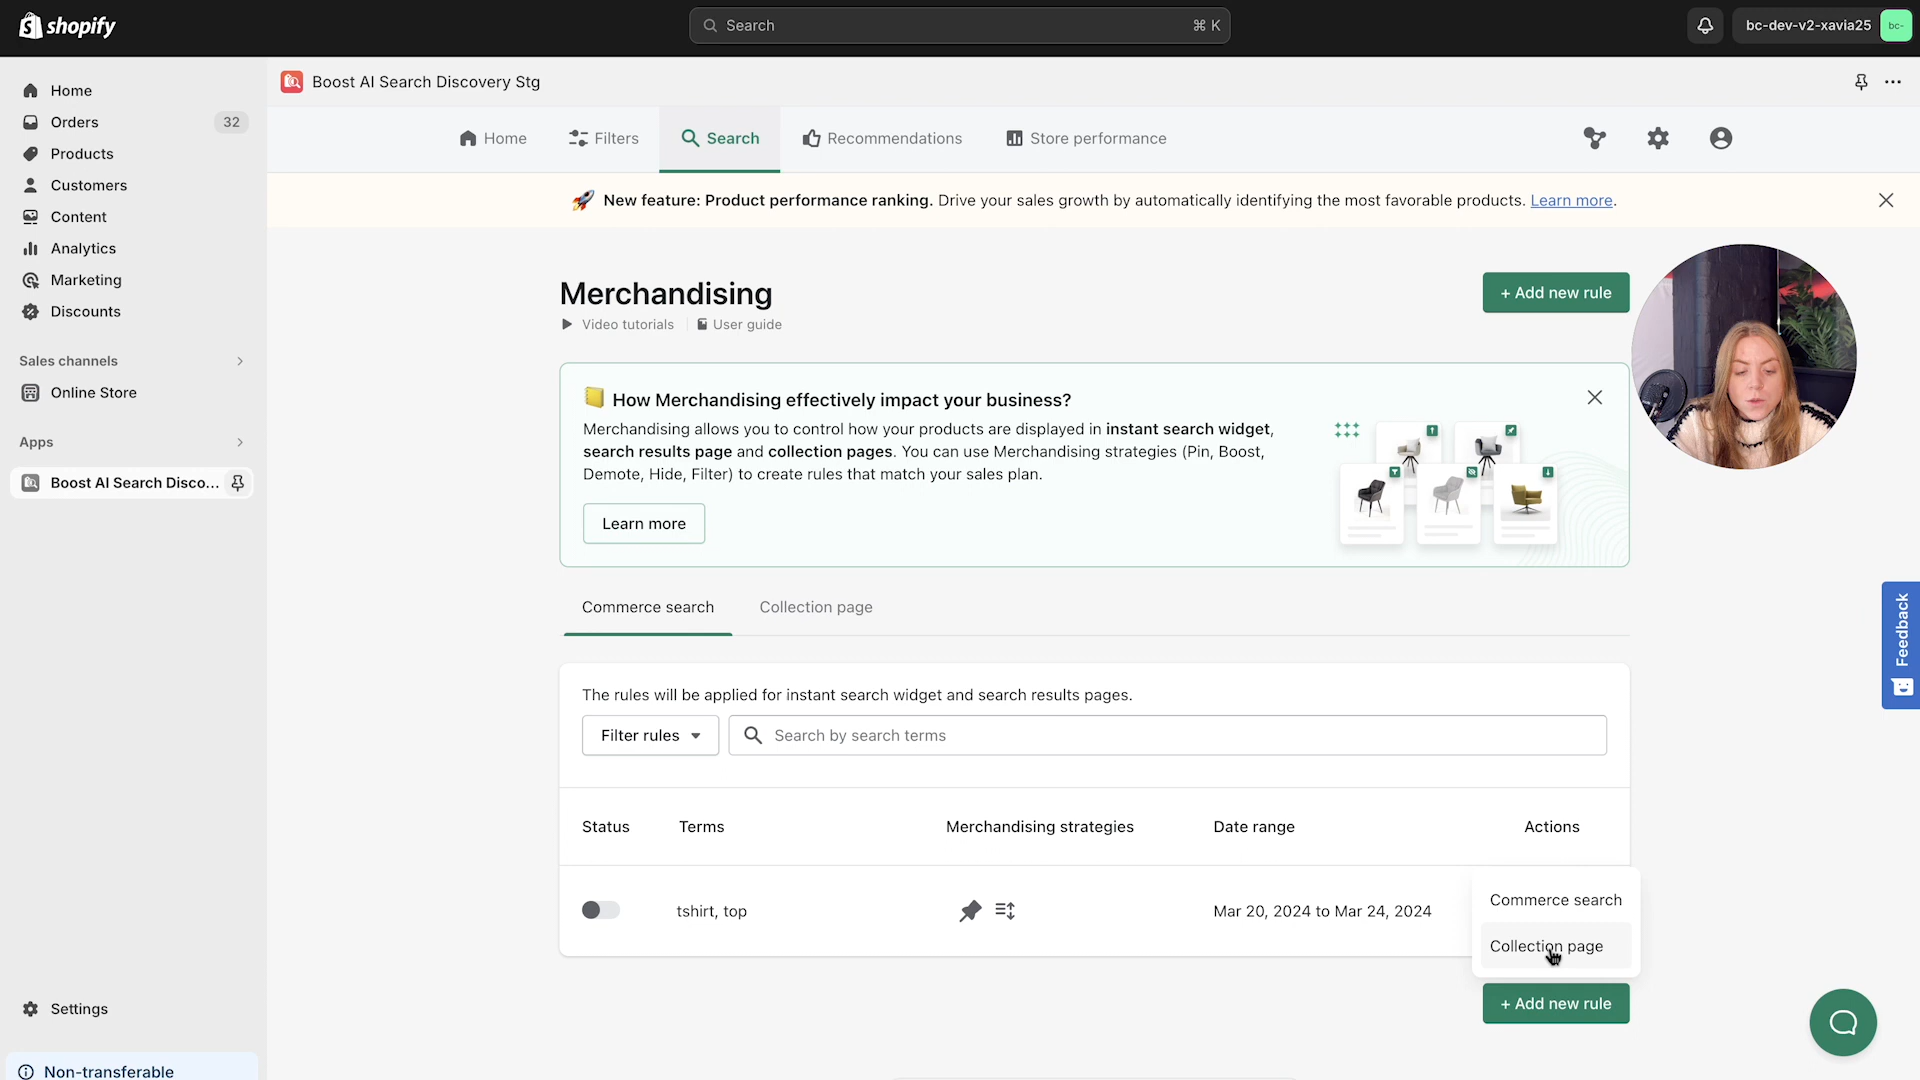 shopify
Search
⌘ K
bc-dev-v2-xavia25
bc-
Home
Orders
32
Products
Customers
Content
Analytics
Marketing
Discounts
Sales channels
Online Store
Apps
Boost AI Search Disco...
Settings
Non-transferable
Boost AI Search Discovery Stg
Home
Filters
Search
Recommendations
Store performance
New feature: Product performance ranking. Drive your sales growth by automatically identifying the most favorable products. Learn more.
Merchandising
+ Add new rule
Video tutorials
User guide
How Merchandising effectively impact your business?
Merchandising allows you to control how your products are displayed in instant search widget,
search results page and collection pages. You can use Merchandising strategies (Pin, Boost,
Demote, Hide, Filter) to create rules that match your sales plan.
Learn more
Commerce search
Collection page
Feedback
The rules will be applied for instant search widget and search results pages.
Filter rules
Search by search terms
Status
Terms
Merchandising strategies
Date range
Actions
tshirt, top
Mar 20, 2024 to Mar 24, 2024
Commerce search
Collection page
+ Add new rule